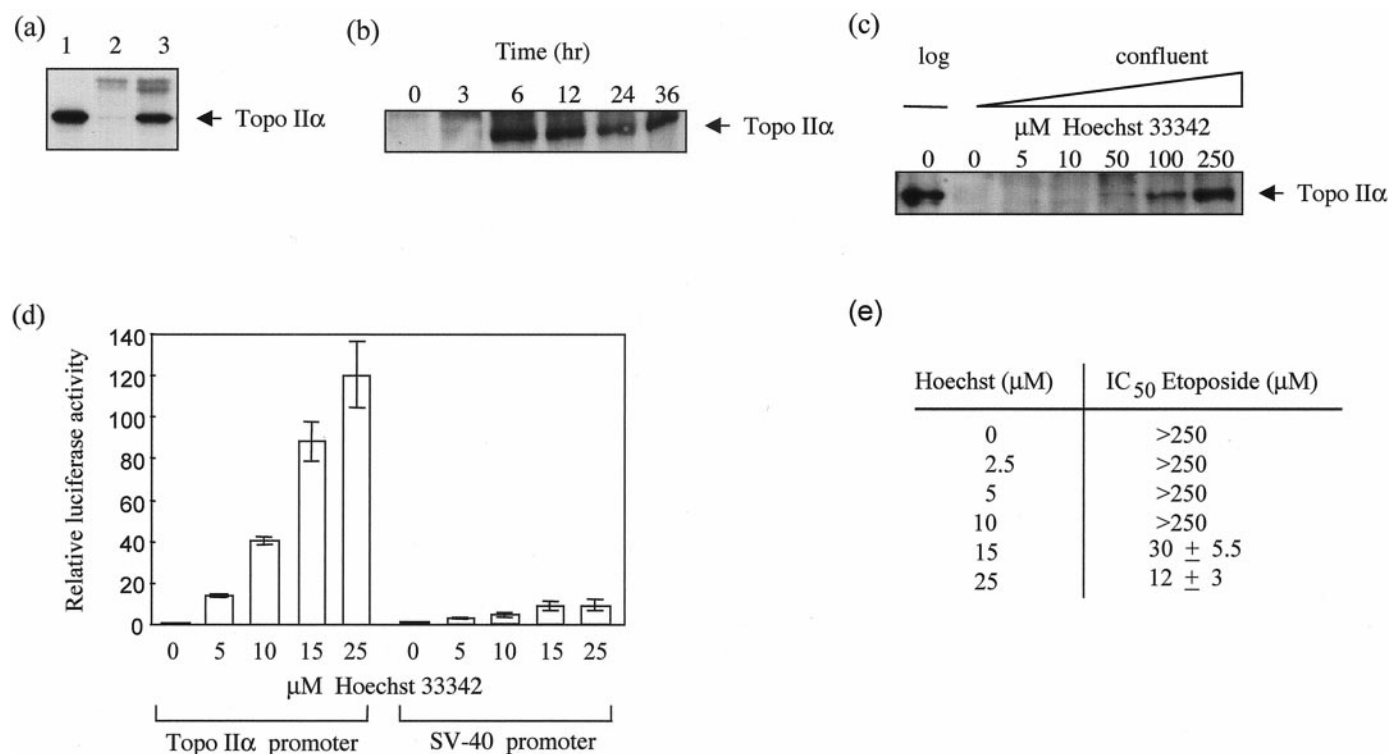 (a)
1 2 3
Topo IIα
(b)
Time (hr)
0 3 6 12 24 36
Topo IIα
(c)
log confluent
μM Hoechst 33342
0 0 5 10 50 100 250
Topo IIα
(d)
Relative luciferase activity
140
120
100
80
60
40
20
0
0 5 10 15 25 0 5 10 15 25
μM Hoechst 33342
Topo IIα promoter SV-40 promoter
(e)
Hoechst (μM) IC50 Etoposide (μM)
0 >250
2.5 >250
5 >250
10 >250
15 30 ± 5.5
25 12 ± 3